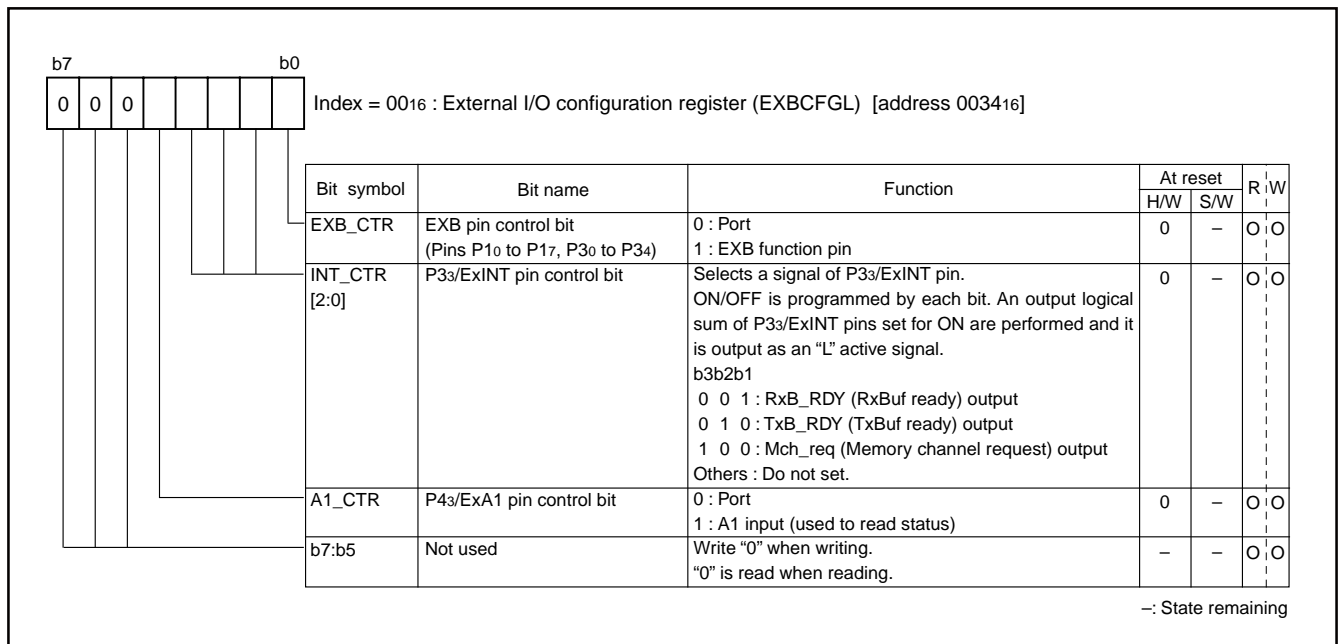 b7 b0
0 0 0 Index = 0016 : External I/O configuration register (EXBCFGL) [address 003416]
Bit symbol Bit name Function At reset R W
H/W S/W
EXB_CTR EXB pin control bit 0 : Port 0 – O O
(Pins P10 to P17, P30 to P34) 1 : EXB function pin
INT_CTR P33/ExINT pin control bit Selects a signal of P33/ExINT pin. 0 – O O
[2:0] ON/OFF is programmed by each bit. An output logical
sum of P33/ExINT pins set for ON are performed and it
is output as an “L” active signal.
b3b2b1
0 0 1 : RxB_RDY (RxBuf ready) output
0 1 0 : TxB_RDY (TxBuf ready) output
1 0 0 : Mch_req (Memory channel request) output
Others : Do not set.
A1_CTR P43/ExA1 pin control bit 0 : Port 0 – O O
1 : A1 input (used to read status)
b7:b5 Not used Write “0” when writing. – – O O
“0” is read when reading.
–: State remaining